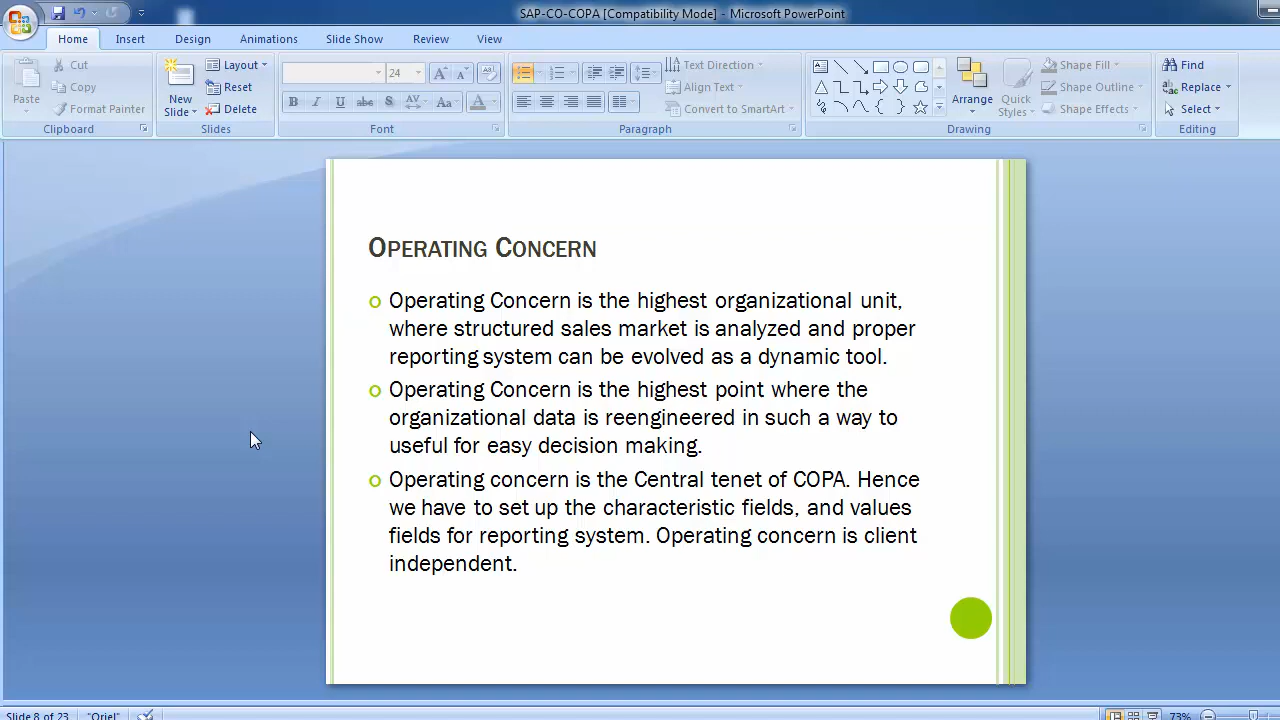 SAP-CO-COPA [Compatibility Mode] - Microsoft PowerPoint
Home Insert Design Animations Slide Show Review View
Paste
Cut
Copy
Format Painter
Clipboard
New Slide
Layout
Reset
Delete
Slides
24
B I U abc S AV Aa A
Font
Text Direction
Align Text
Convert to SmartArt
Paragraph
Arrange
Quick Styles
Shape Fill
Shape Outline
Shape Effects
Drawing
Find
Replace
Select
Editing
OPERATING CONCERN
Operating Concern is the highest organizational unit,
where structured sales market is analyzed and proper
reporting system can be evolved as a dynamic tool.
Operating Concern is the highest point where the
organizational data is reengineered in such a way to
useful for easy decision making.
Operating concern is the Central tenet of COPA. Hence
we have to set up the characteristic fields, and values
fields for reporting system. Operating concern is client
independent.
Slide 8 of 23 "Oriel" 73%